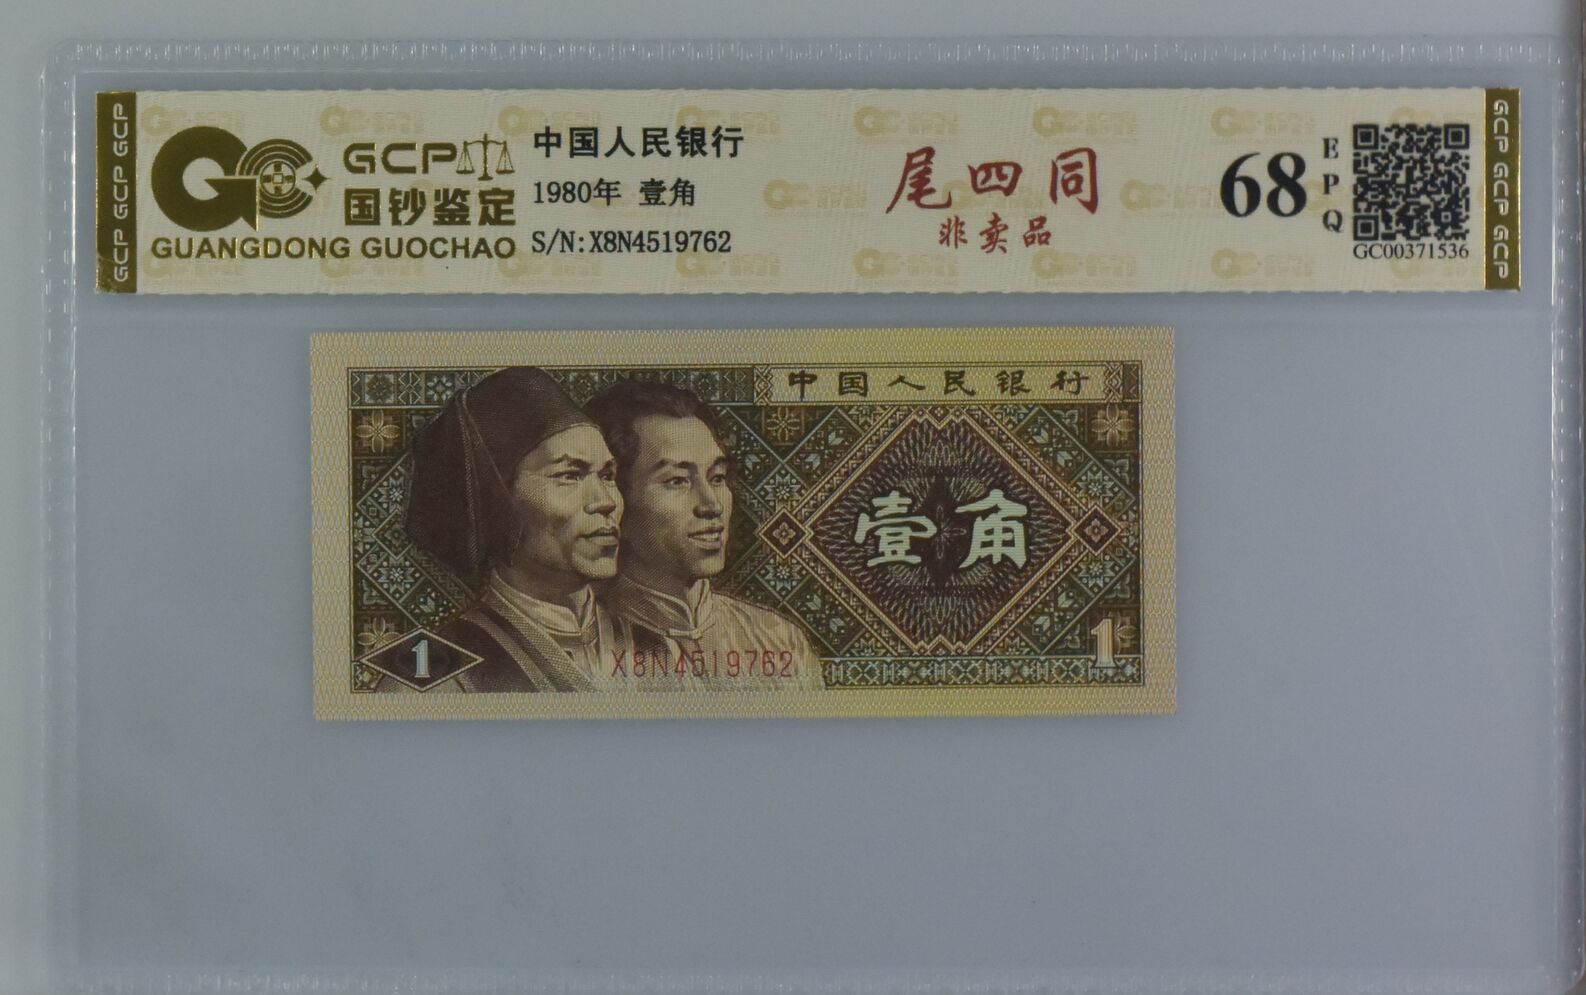 GCP GCP GCP
GCP
国钞鉴定
GUANGDONG GUOCHAO
中国人民银行
1980年 壹角
S/N:X8N4519762
尾四同
非卖品
68
EPQ
GC00371536
GCP GCP GCP
中国人民银行
壹角
1
X8N4519762
1